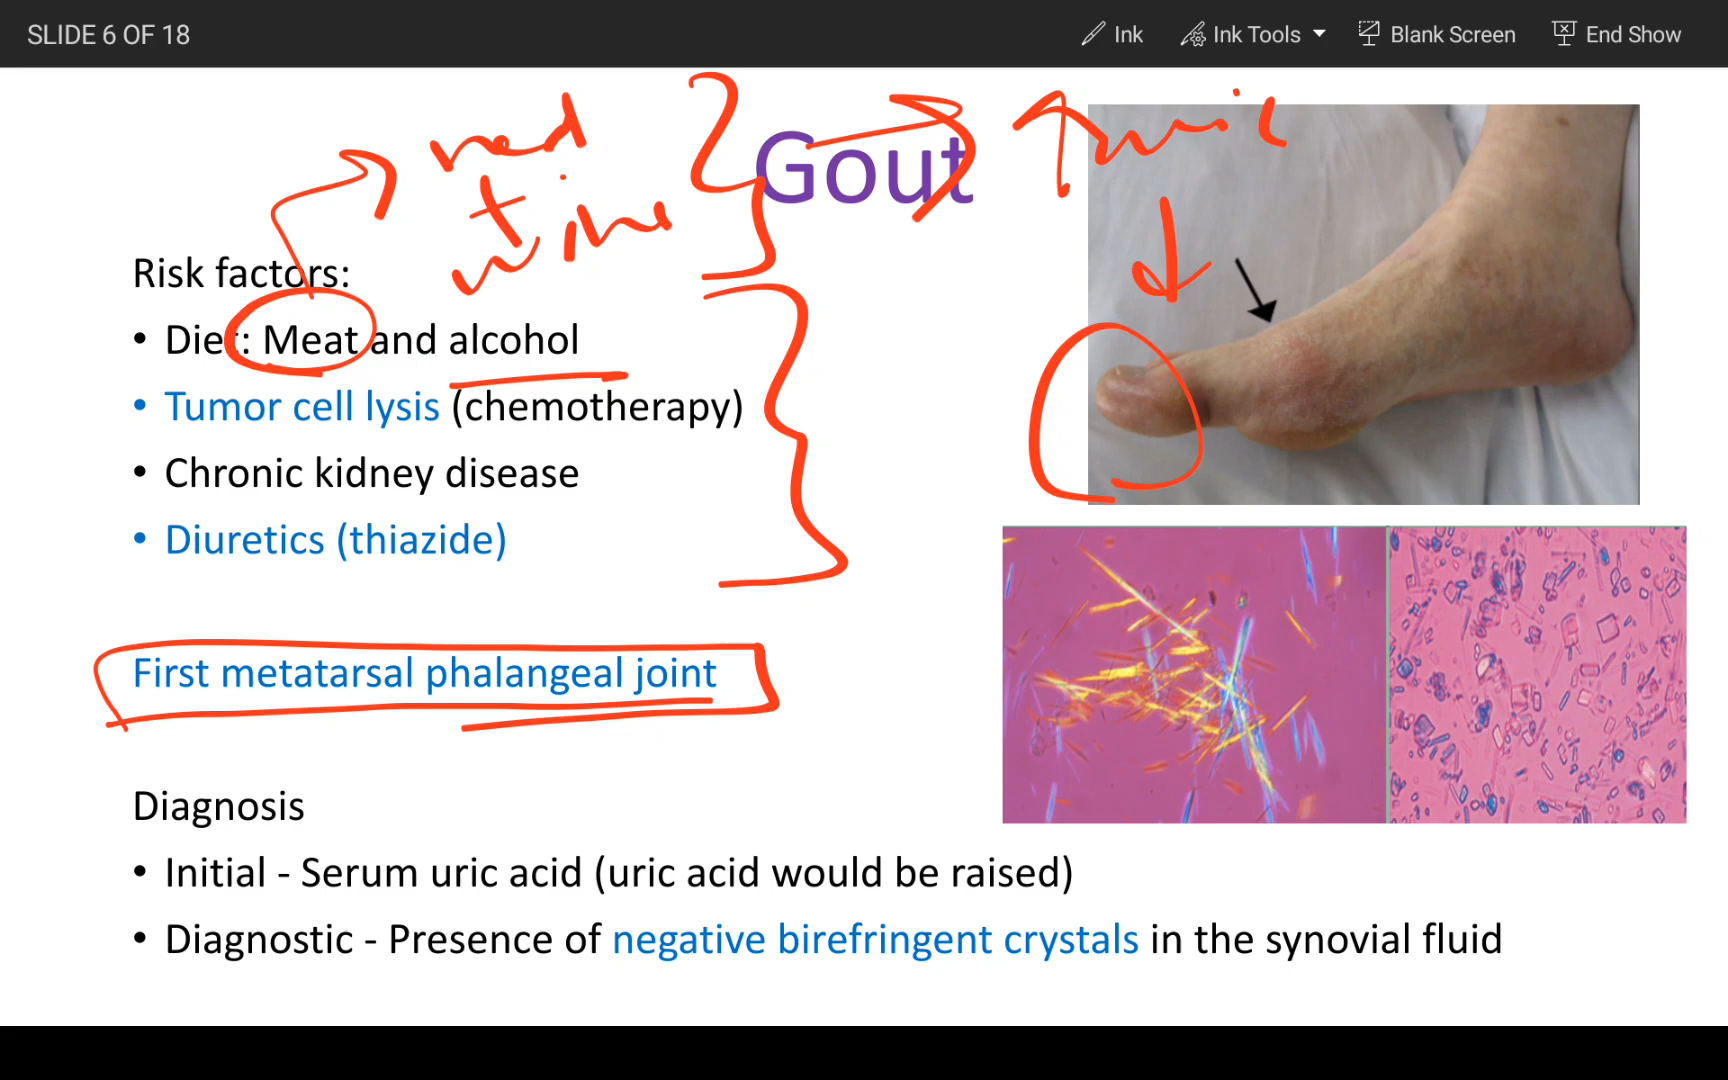 SLIDE 6 OF 18
Ink
Ink Tools
Blank Screen
End Show
red
+
wine
Gout
↑ uric
Risk factors:
• Diet: Meat and alcohol
• Tumor cell lysis (chemotherapy)
• Chronic kidney disease
• Diuretics (thiazide)
First metatarsal phalangeal joint
Diagnosis
• Initial - Serum uric acid (uric acid would be raised)
• Diagnostic - Presence of negative birefringent crystals in the synovial fluid